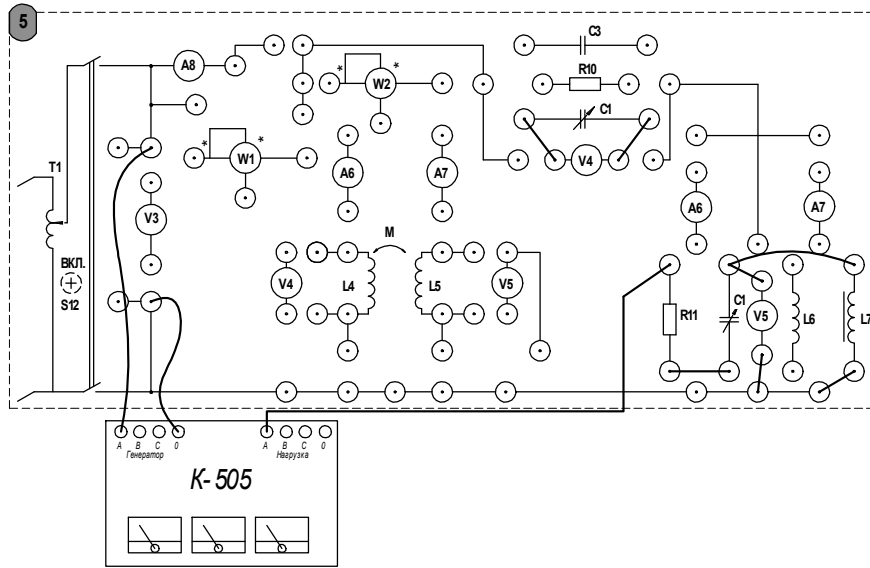 5
C3
A8
W2
* *
R10
C1
V4
* *
W1
A6
A7
T1
V3
A6
A7
M
ВКЛ.
S12
V4
L4
L5
V5
R11
C1
V5
L6
L7
A B C 0
Генератор
A B C 0
Нагрузка
К- 505